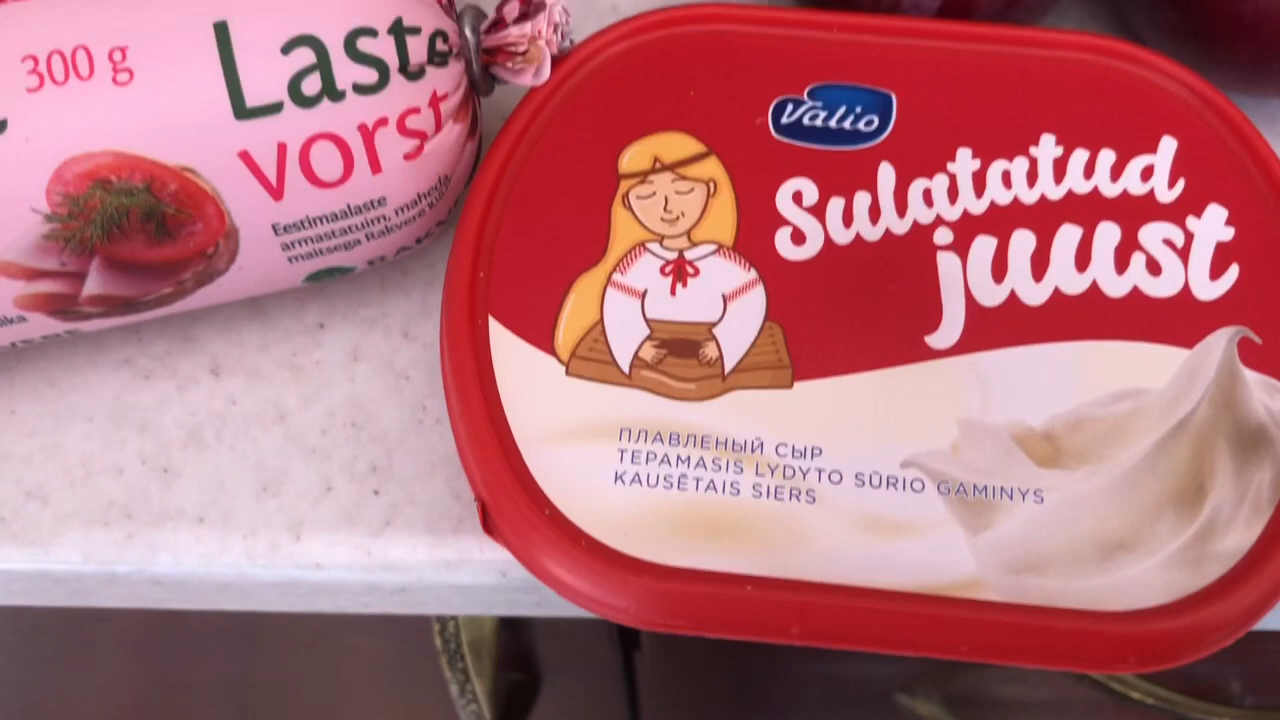 300 g
Laste
vorst
Eestimaalaste
armastatuim, maheda
maitsega Rakvere
Valio
Sulatatud
juust
ПЛАВЛЕНЫЙ СЫР
TEPAMASIS LYDYTO SŪRIO GAMINYS
KAUSĒTAIS SIERS